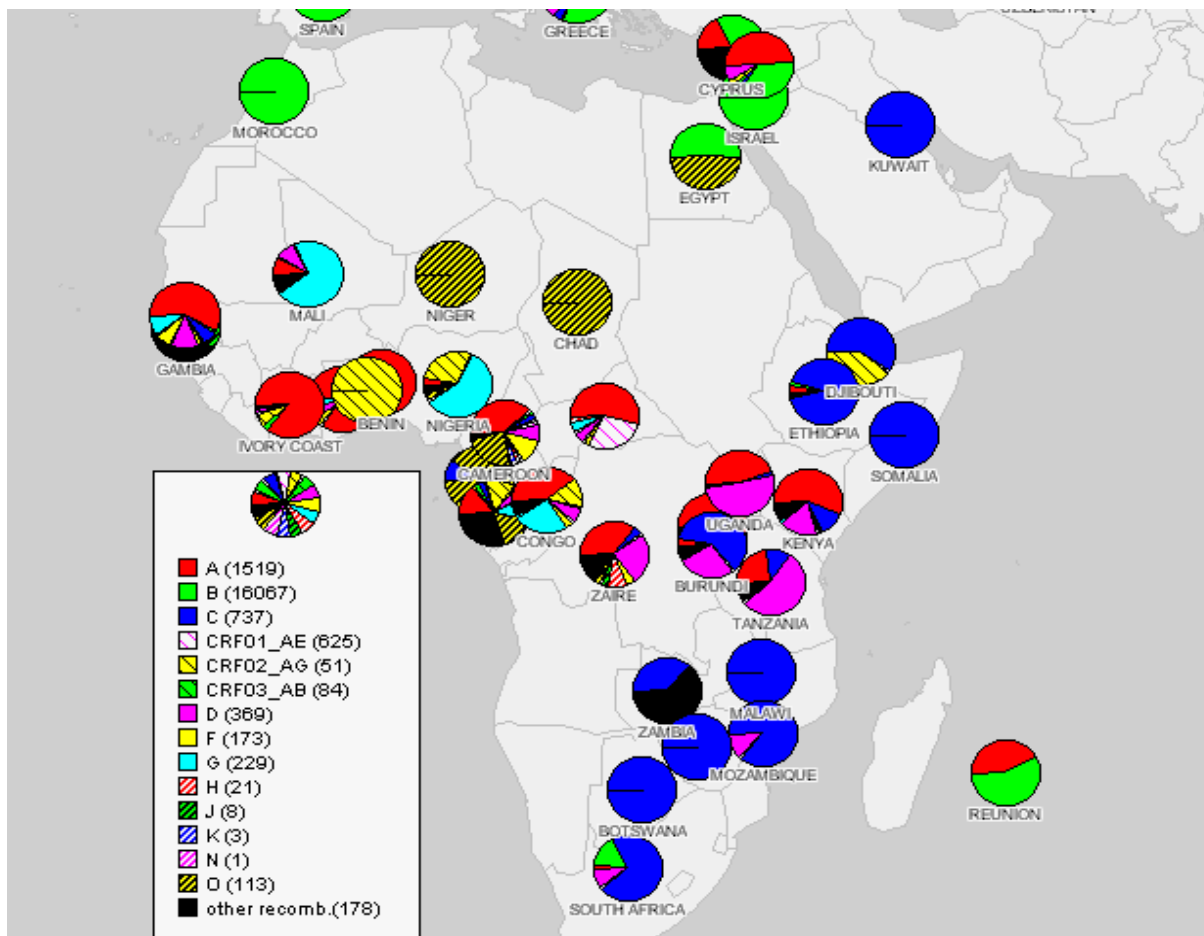 UZBEKISTAN
SPAIN
GREECE
CYPRUS
MOROCCO
ISRAEL
KUWAIT
EGYPT
MALI
NIGER
CHAD
GAMBIA
DJIBOUTI
BENIN
NIGERIA
ETHIOPIA
IVORY COAST
SOMALIA
CAMEROON
UGANDA
CONGO
KENYA
BURUNDI
ZAIRE
TANZANIA
MALAWI
ZAMBIA
MOZAMBIQUE
REUNION
BOTSWANA
SOUTH AFRICA
A (1519)
B (16067)
C (737)
CRF01_AE (625)
CRF02_AG (51)
CRF03_AB (84)
D (369)
F (173)
G (229)
H (21)
J (8)
K (3)
N (1)
O (113)
other recomb.(178)